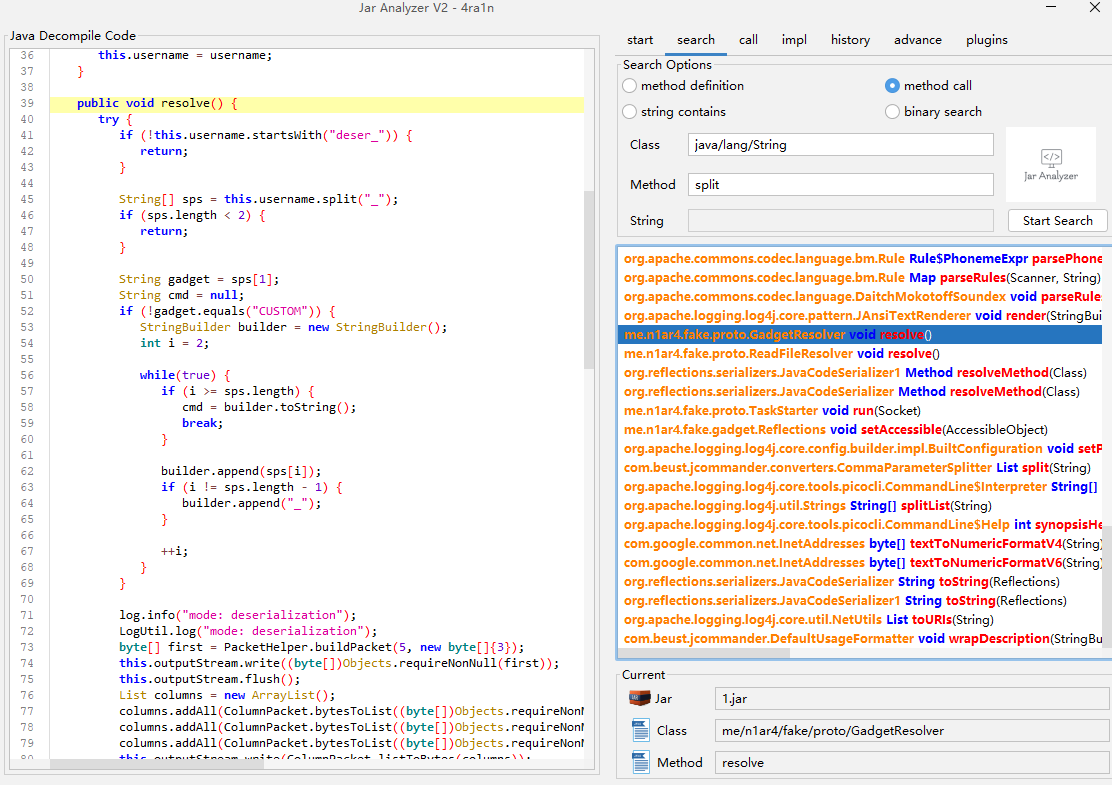 Jar Analyzer V2 - 4ra1n
Java Decompile Code
36 this.username = username;
37 }
38
39 public void resolve() {
40 try {
41 if (!this.username.startsWith("deser_")) {
42 return;
43 }
44
45 String[] sps = this.username.split("_");
46 if (sps.length < 2) {
47 return;
48 }
49
50 String gadget = sps[1];
51 String cmd = null;
52 if (!gadget.equals("CUSTOM")) {
53 StringBuilder builder = new StringBuilder();
54 int i = 2;
55
56 while(true) {
57 if (i >= sps.length) {
58 cmd = builder.toString();
59 break;
60 }
61
62 builder.append(sps[i]);
63 if (i != sps.length - 1) {
64 builder.append("_");
65 }
66
67 ++i;
68 }
69 }
70
71 log.info("mode: deserialization");
72 LogUtil.log("mode: deserialization");
73 byte[] first = PacketHelper.buildPacket(5, new byte[]{3});
74 this.outputStream.write((byte[])Objects.requireNonNull(first));
75 this.outputStream.flush();
76 List columns = new ArrayList();
77 columns.addAll(ColumnPacket.bytesToList((byte[])Objects.requireNonN
78 columns.addAll(ColumnPacket.bytesToList((byte[])Objects.requireNonN
79 columns.addAll(ColumnPacket.bytesToList((byte[])Objects.requireNonN
80 this.outputStream.write(ColumnPacket.listToBytes(columns));
start search call impl history advance plugins
Search Options
method definition method call
string contains binary search
Class java/lang/String
Method split
String
</> Jar Analyzer
Start Search
org.apache.commons.codec.language.bm.Rule Rule$PhonemeExpr parsePhone
org.apache.commons.codec.language.bm.Rule Map parseRules(Scanner, String)
org.apache.commons.codec.language.DaitchMokotoffSoundex void parseRules
org.apache.logging.log4j.core.pattern.JAnsiTextRenderer void render(StringBui
me.n1ar4.fake.proto.GadgetResolver void resolve()
me.n1ar4.fake.proto.ReadFileResolver void resolve()
org.reflections.serializers.JavaCodeSerializer1 Method resolveMethod(Class)
org.reflections.serializers.JavaCodeSerializer Method resolveMethod(Class)
me.n1ar4.fake.proto.TaskStarter void run(Socket)
me.n1ar4.fake.gadget.Reflections void setAccessible(AccessibleObject)
org.apache.logging.log4j.core.config.builder.impl.BuiltConfiguration void setP
com.beust.jcommander.converters.CommaParameterSplitter List split(String)
org.apache.logging.log4j.core.tools.picocli.CommandLine$Interpreter String[]
org.apache.logging.log4j.util.Strings String[] splitList(String)
org.apache.logging.log4j.core.tools.picocli.CommandLine$Help int synopsisHe
com.google.common.net.InetAddresses byte[] textToNumericFormatV4(String)
com.google.common.net.InetAddresses byte[] textToNumericFormatV6(String)
org.reflections.serializers.JavaCodeSerializer String toString(Reflections)
org.reflections.serializers.JavaCodeSerializer1 String toString(Reflections)
org.apache.logging.log4j.core.util.NetUtils List toURIs(String)
com.beust.jcommander.DefaultUsageFormatter void wrapDescription(StringBu
Current
Jar 1.jar
Class me/n1ar4/fake/proto/GadgetResolver
Method resolve